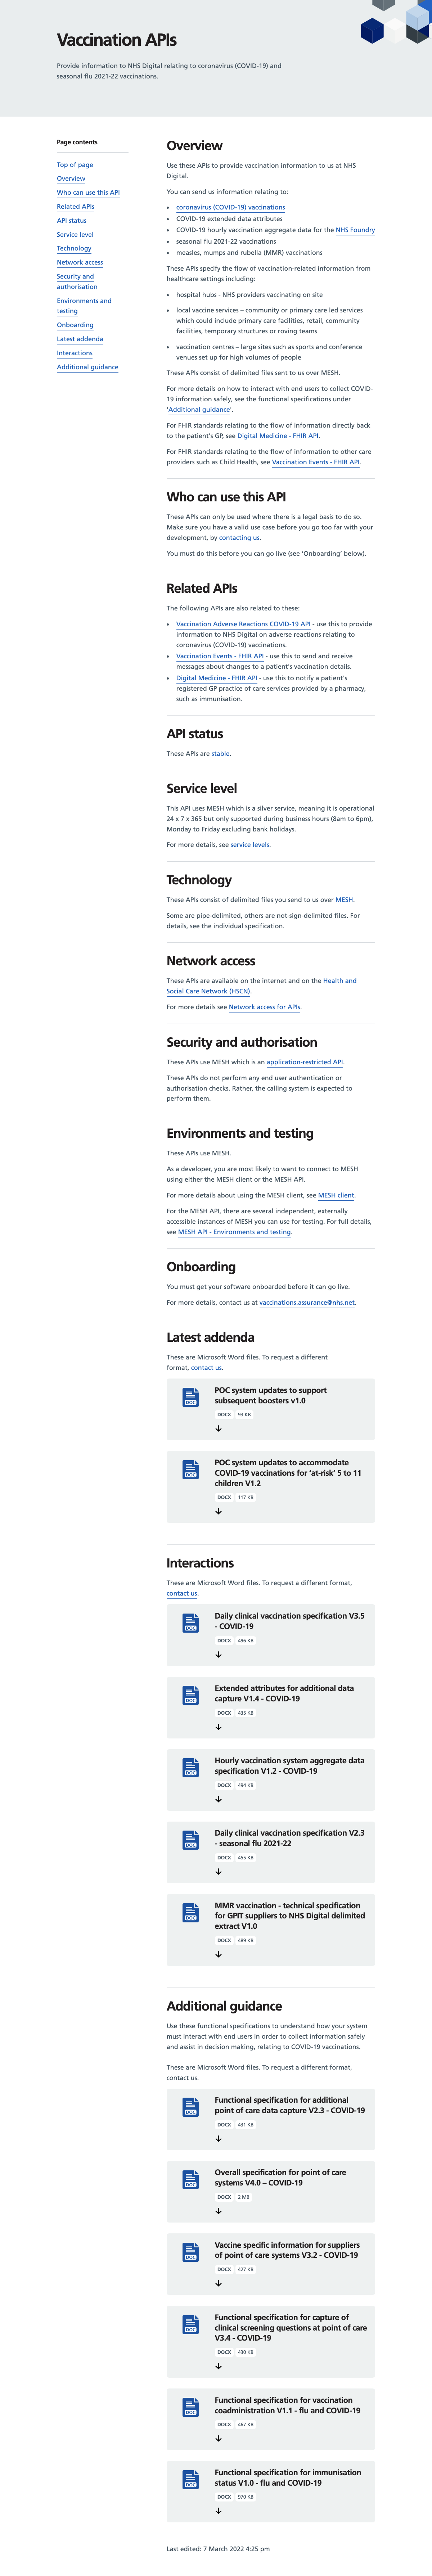 Vaccination APIs
Provide information to NHS Digital relating to coronavirus (COVID-19) and
seasonal flu 2021-22 vaccinations.
Page contents
Top of page
Overview
Who can use this API
Related APIs
API status
Service level
Technology
Network access
Security and
authorisation
Environments and
testing
Onboarding
Latest addenda
Interactions
Additional guidance
Overview
Use these APIs to provide vaccination information to us at NHS
Digital.
You can send us information relating to:
• coronavirus (COVID-19) vaccinations
• COVID-19 extended data attributes
• COVID-19 hourly vaccination aggregate data for the NHS Foundry
• seasonal flu 2021-22 vaccinations
• measles, mumps and rubella (MMR) vaccinations
These APIs specify the flow of vaccination-related information from
healthcare settings including:
• hospital hubs - NHS providers vaccinating on site
• local vaccine services – community or primary care led services
which could include primary care facilities, retail, community
facilities, temporary structures or roving teams
• vaccination centres – large sites such as sports and conference
venues set up for high volumes of people
These APIs consist of delimited files sent to us over MESH.
For more details on how to interact with end users to collect COVID-
19 information safely, see the functional specifications under
'Additional guidance'.
For FHIR standards relating to the flow of information directly back
to the patient's GP, see Digital Medicine - FHIR API.
For FHIR standards relating to the flow of information to other care
providers such as Child Health, see Vaccination Events - FHIR API.
Who can use this API
These APIs can only be used where there is a legal basis to do so.
Make sure you have a valid use case before you go too far with your
development, by contacting us.
You must do this before you can go live (see 'Onboarding' below).
Related APIs
The following APIs are also related to these:
• Vaccination Adverse Reactions COVID-19 API - use this to provide
information to NHS Digital on adverse reactions relating to
coronavirus (COVID-19) vaccinations.
• Vaccination Events - FHIR API - use this to send and receive
messages about changes to a patient's vaccination details.
• Digital Medicine - FHIR API - use this to notify a patient's
registered GP practice of care services provided by a pharmacy,
such as immunisation.
API status
These APIs are stable.
Service level
This API uses MESH which is a silver service, meaning it is operational
24 x 7 x 365 but only supported during business hours (8am to 6pm),
Monday to Friday excluding bank holidays.
For more details, see service levels.
Technology
These APIs consist of delimited files you send to us over MESH.
Some are pipe-delimited, others are not-sign-delimited files. For
details, see the individual specification.
Network access
These APIs are available on the internet and on the Health and
Social Care Network (HSCN).
For more details see Network access for APIs.
Security and authorisation
These APIs use MESH which is an application-restricted API.
These APIs do not perform any end user authentication or
authorisation checks. Rather, the calling system is expected to
perform them.
Environments and testing
These APIs use MESH.
As a developer, you are most likely to want to connect to MESH
using either the MESH client or the MESH API.
For more details about using the MESH client, see MESH client.
For the MESH API, there are several independent, externally
accessible instances of MESH you can use for testing. For full details,
see MESH API - Environments and testing.
Onboarding
You must get your software onboarded before it can go live.
For more details, contact us at vaccinations.assurance@nhs.net.
Latest addenda
These are Microsoft Word files. To request a different
format, contact us.
DOC
POC system updates to support
subsequent boosters v1.0
DOCX 93 KB
DOC
POC system updates to accommodate
COVID-19 vaccinations for ‘at-risk’ 5 to 11
children V1.2
DOCX 117 KB
Interactions
These are Microsoft Word files. To request a different format,
contact us.
DOC
Daily clinical vaccination specification V3.5
- COVID-19
DOCX 496 KB
DOC
Extended attributes for additional data
capture V1.4 - COVID-19
DOCX 435 KB
DOC
Hourly vaccination system aggregate data
specification V1.2 - COVID-19
DOCX 494 KB
DOC
Daily clinical vaccination specification V2.3
- seasonal flu 2021-22
DOCX 455 KB
DOC
MMR vaccination - technical specification
for GPIT suppliers to NHS Digital delimited
extract V1.0
DOCX 489 KB
Additional guidance
Use these functional specifications to understand how your system
must interact with end users in order to collect information safely
and assist in decision making, relating to COVID-19 vaccinations.
These are Microsoft Word files. To request a different format,
contact us.
DOC
Functional specification for additional
point of care data capture V2.3 - COVID-19
DOCX 431 KB
DOC
Overall specification for point of care
systems V4.0 – COVID-19
DOCX 2 MB
DOC
Vaccine specific information for suppliers
of point of care systems V3.2 - COVID-19
DOCX 427 KB
DOC
Functional specification for capture of
clinical screening questions at point of care
V3.4 - COVID-19
DOCX 430 KB
DOC
Functional specification for vaccination
coadministration V1.1 - flu and COVID-19
DOCX 467 KB
DOC
Functional specification for immunisation
status V1.0 - flu and COVID-19
DOCX 970 KB
Last edited: 7 March 2022 4:25 pm